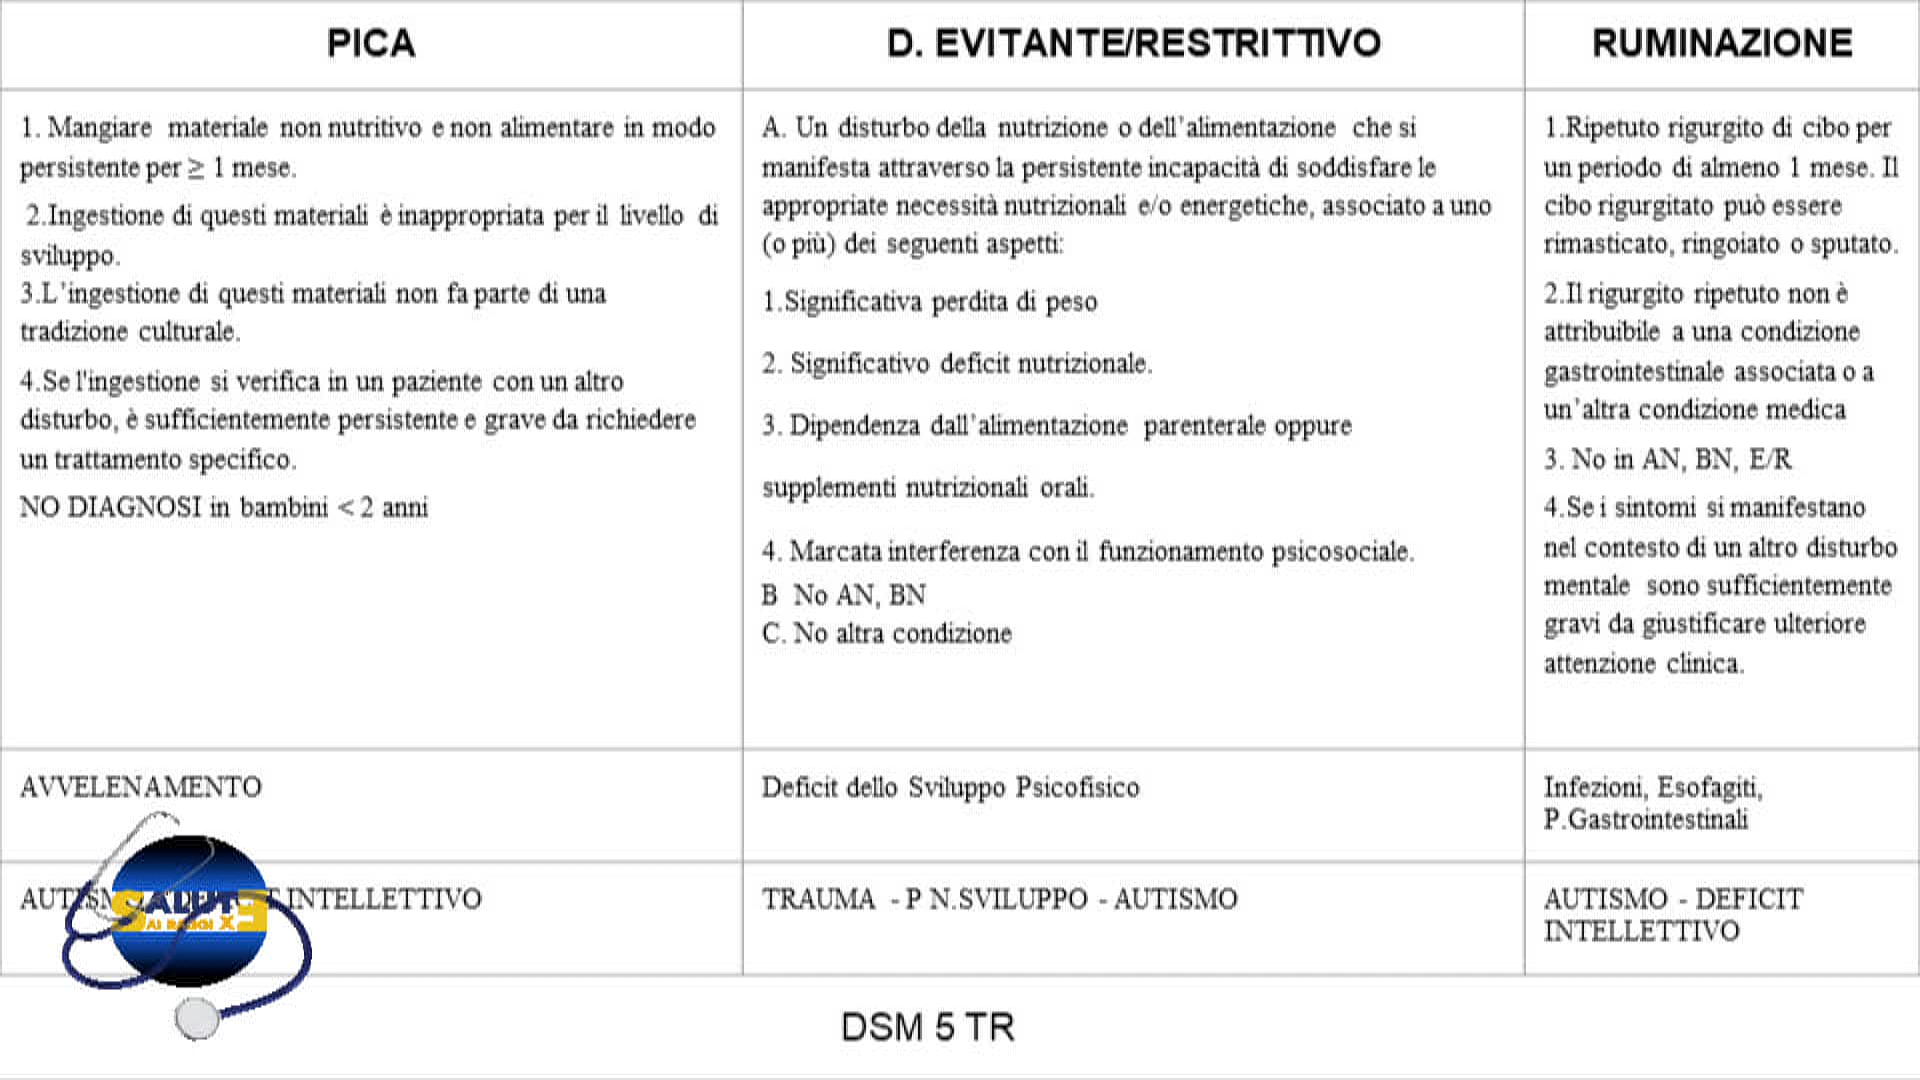 PICA
D. EVITANTE/RESTRITTIVO
RUMINAZIONE
1. Mangiare materiale non nutritivo e non alimentare in modo
persistente per ≥ 1 mese.
2.Ingestione di questi materiali è inappropriata per il livello di
sviluppo.
3.L'ingestione di questi materiali non fa parte di una
tradizione culturale.
4.Se l'ingestione si verifica in un paziente con un altro
disturbo, è sufficientemente persistente e grave da richiedere
un trattamento specifico.
NO DIAGNOSI in bambini < 2 anni
A. Un disturbo della nutrizione o dell'alimentazione che si
manifesta attraverso la persistente incapacità di soddisfare le
appropriate necessità nutrizionali e/o energetiche, associato a uno
(o più) dei seguenti aspetti:
1.Significativa perdita di peso
2. Significativo deficit nutrizionale.
3. Dipendenza dall'alimentazione parenterale oppure
supplementi nutrizionali orali.
4. Marcata interferenza con il funzionamento psicosociale.
B No AN, BN
C. No altra condizione
1.Ripetuto rigurgito di cibo per
un periodo di almeno 1 mese. Il
cibo rigurgitato può essere
rimasticato, ringoiato o sputato.
2.Il rigurgito ripetuto non è
attribuibile a una condizione
gastrointestinale associata o a
un'altra condizione medica
3. No in AN, BN, E/R
4.Se i sintomi si manifestano
nel contesto di un altro disturbo
mentale sono sufficientemente
gravi da giustificare ulteriore
attenzione clinica.
AVVELENAMENTO
Deficit dello Sviluppo Psicofisico
Infezioni, Esofagiti,
P.Gastrointestinali
INTELLETTIVO
TRAUMA - P N.SVILUPPO - AUTISMO
AUTISMO - DEFICIT
INTELLETTIVO
SALUTE
AI RAGGI X
DSM 5 TR